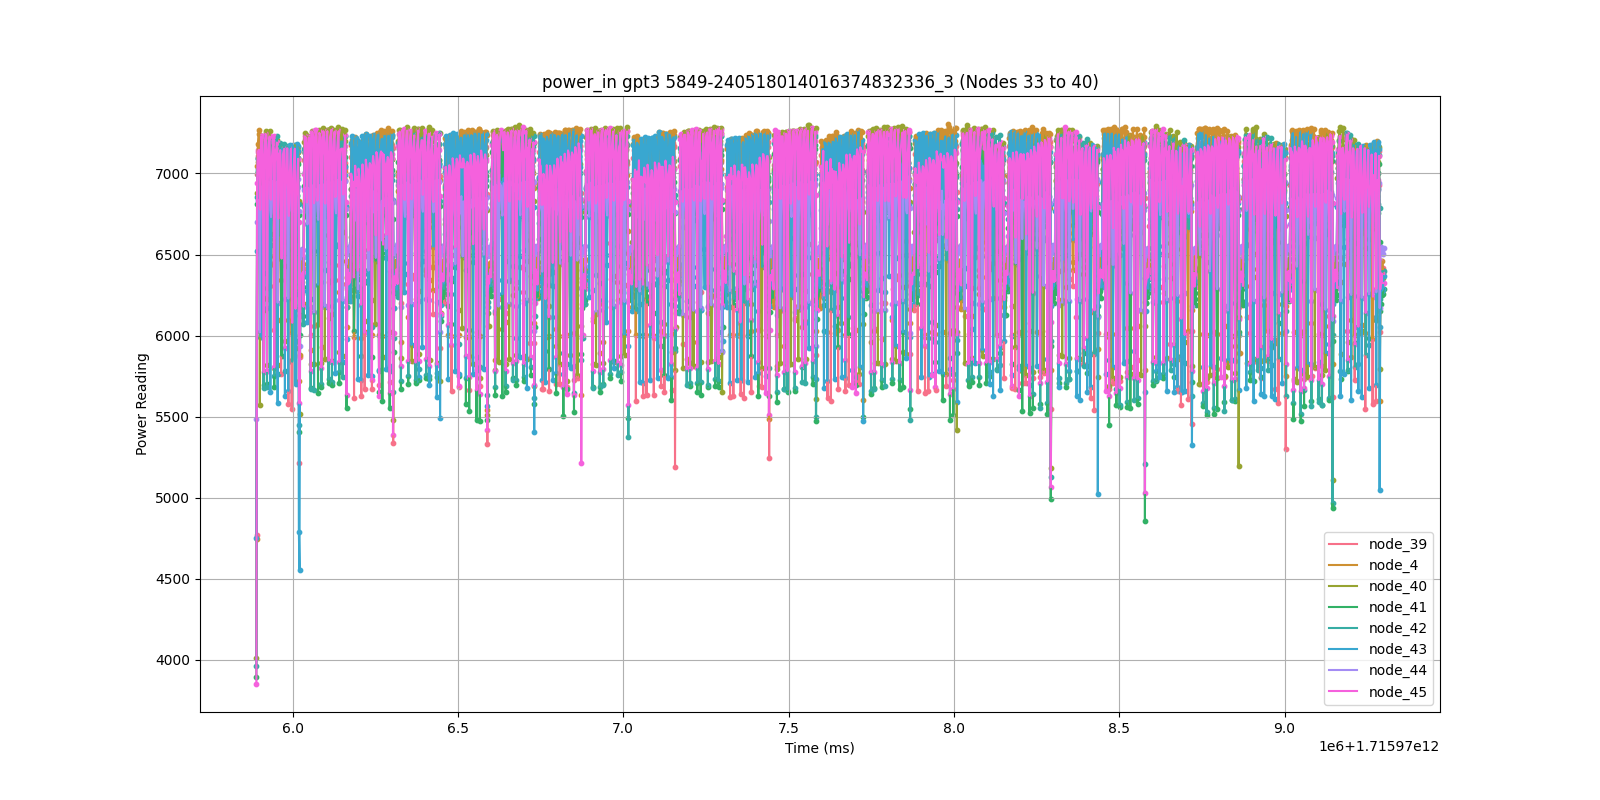 power_in gpt3 5849-240518014016374832336_3 (Nodes 33 to 40)
Power Reading
7000
6500
6000
5500
5000
4500
4000
node_39
node_4
node_40
node_41
node_42
node_43
node_44
node_45
6.0 6.5 7.0 7.5 8.0 8.5 9.0
Time (ms)
1e6+1.71597e12